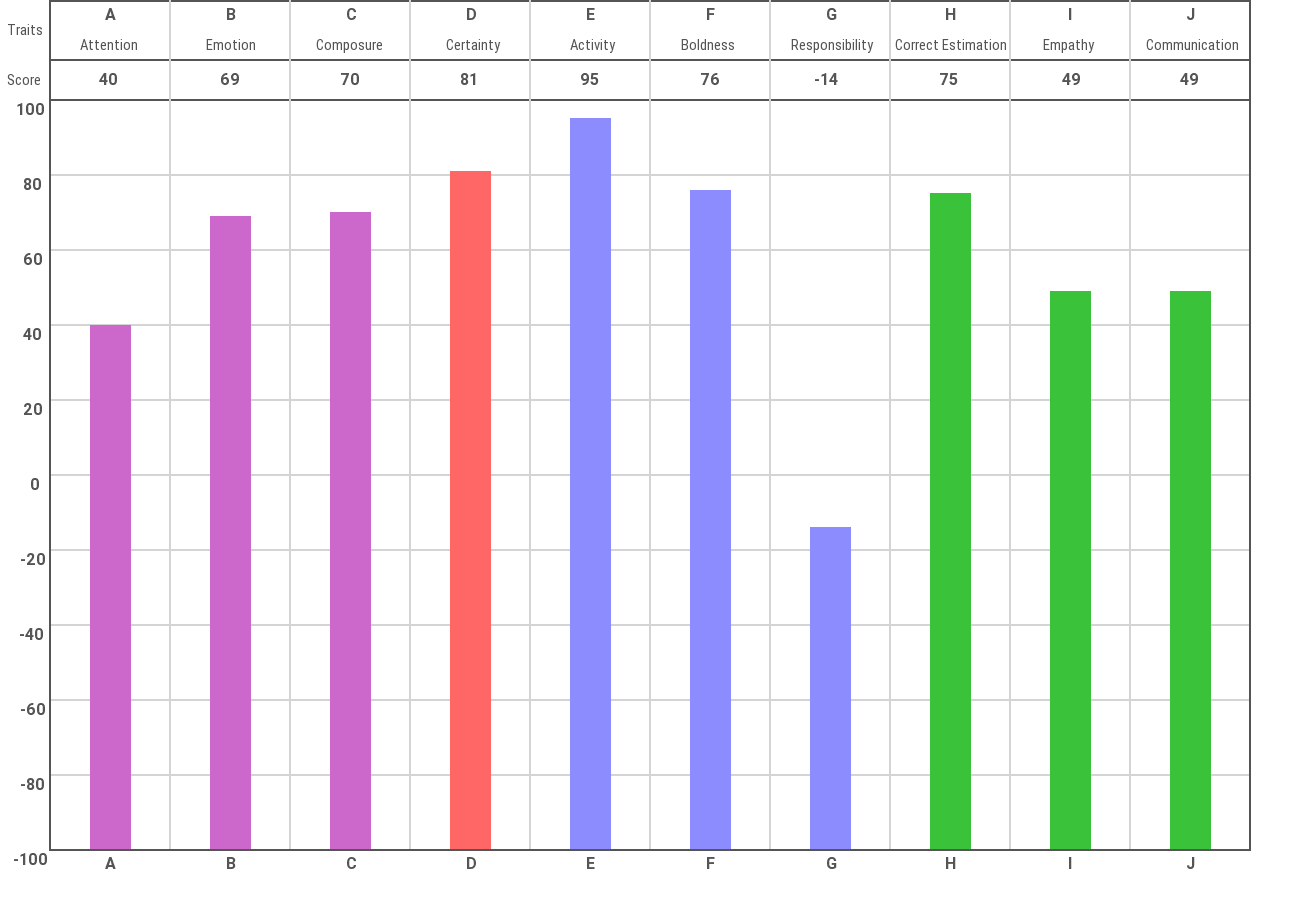 A B C D E F G H I J
Traits
Attention Emotion Composure Certainty Activity Boldness Responsibility Correct Estimation Empathy Communication
Score 40 69 70 81 95 76 -14 75 49 49
100
80
60
40
20
0
-20
-40
-60
-80
-100
A B C D E F G H I J